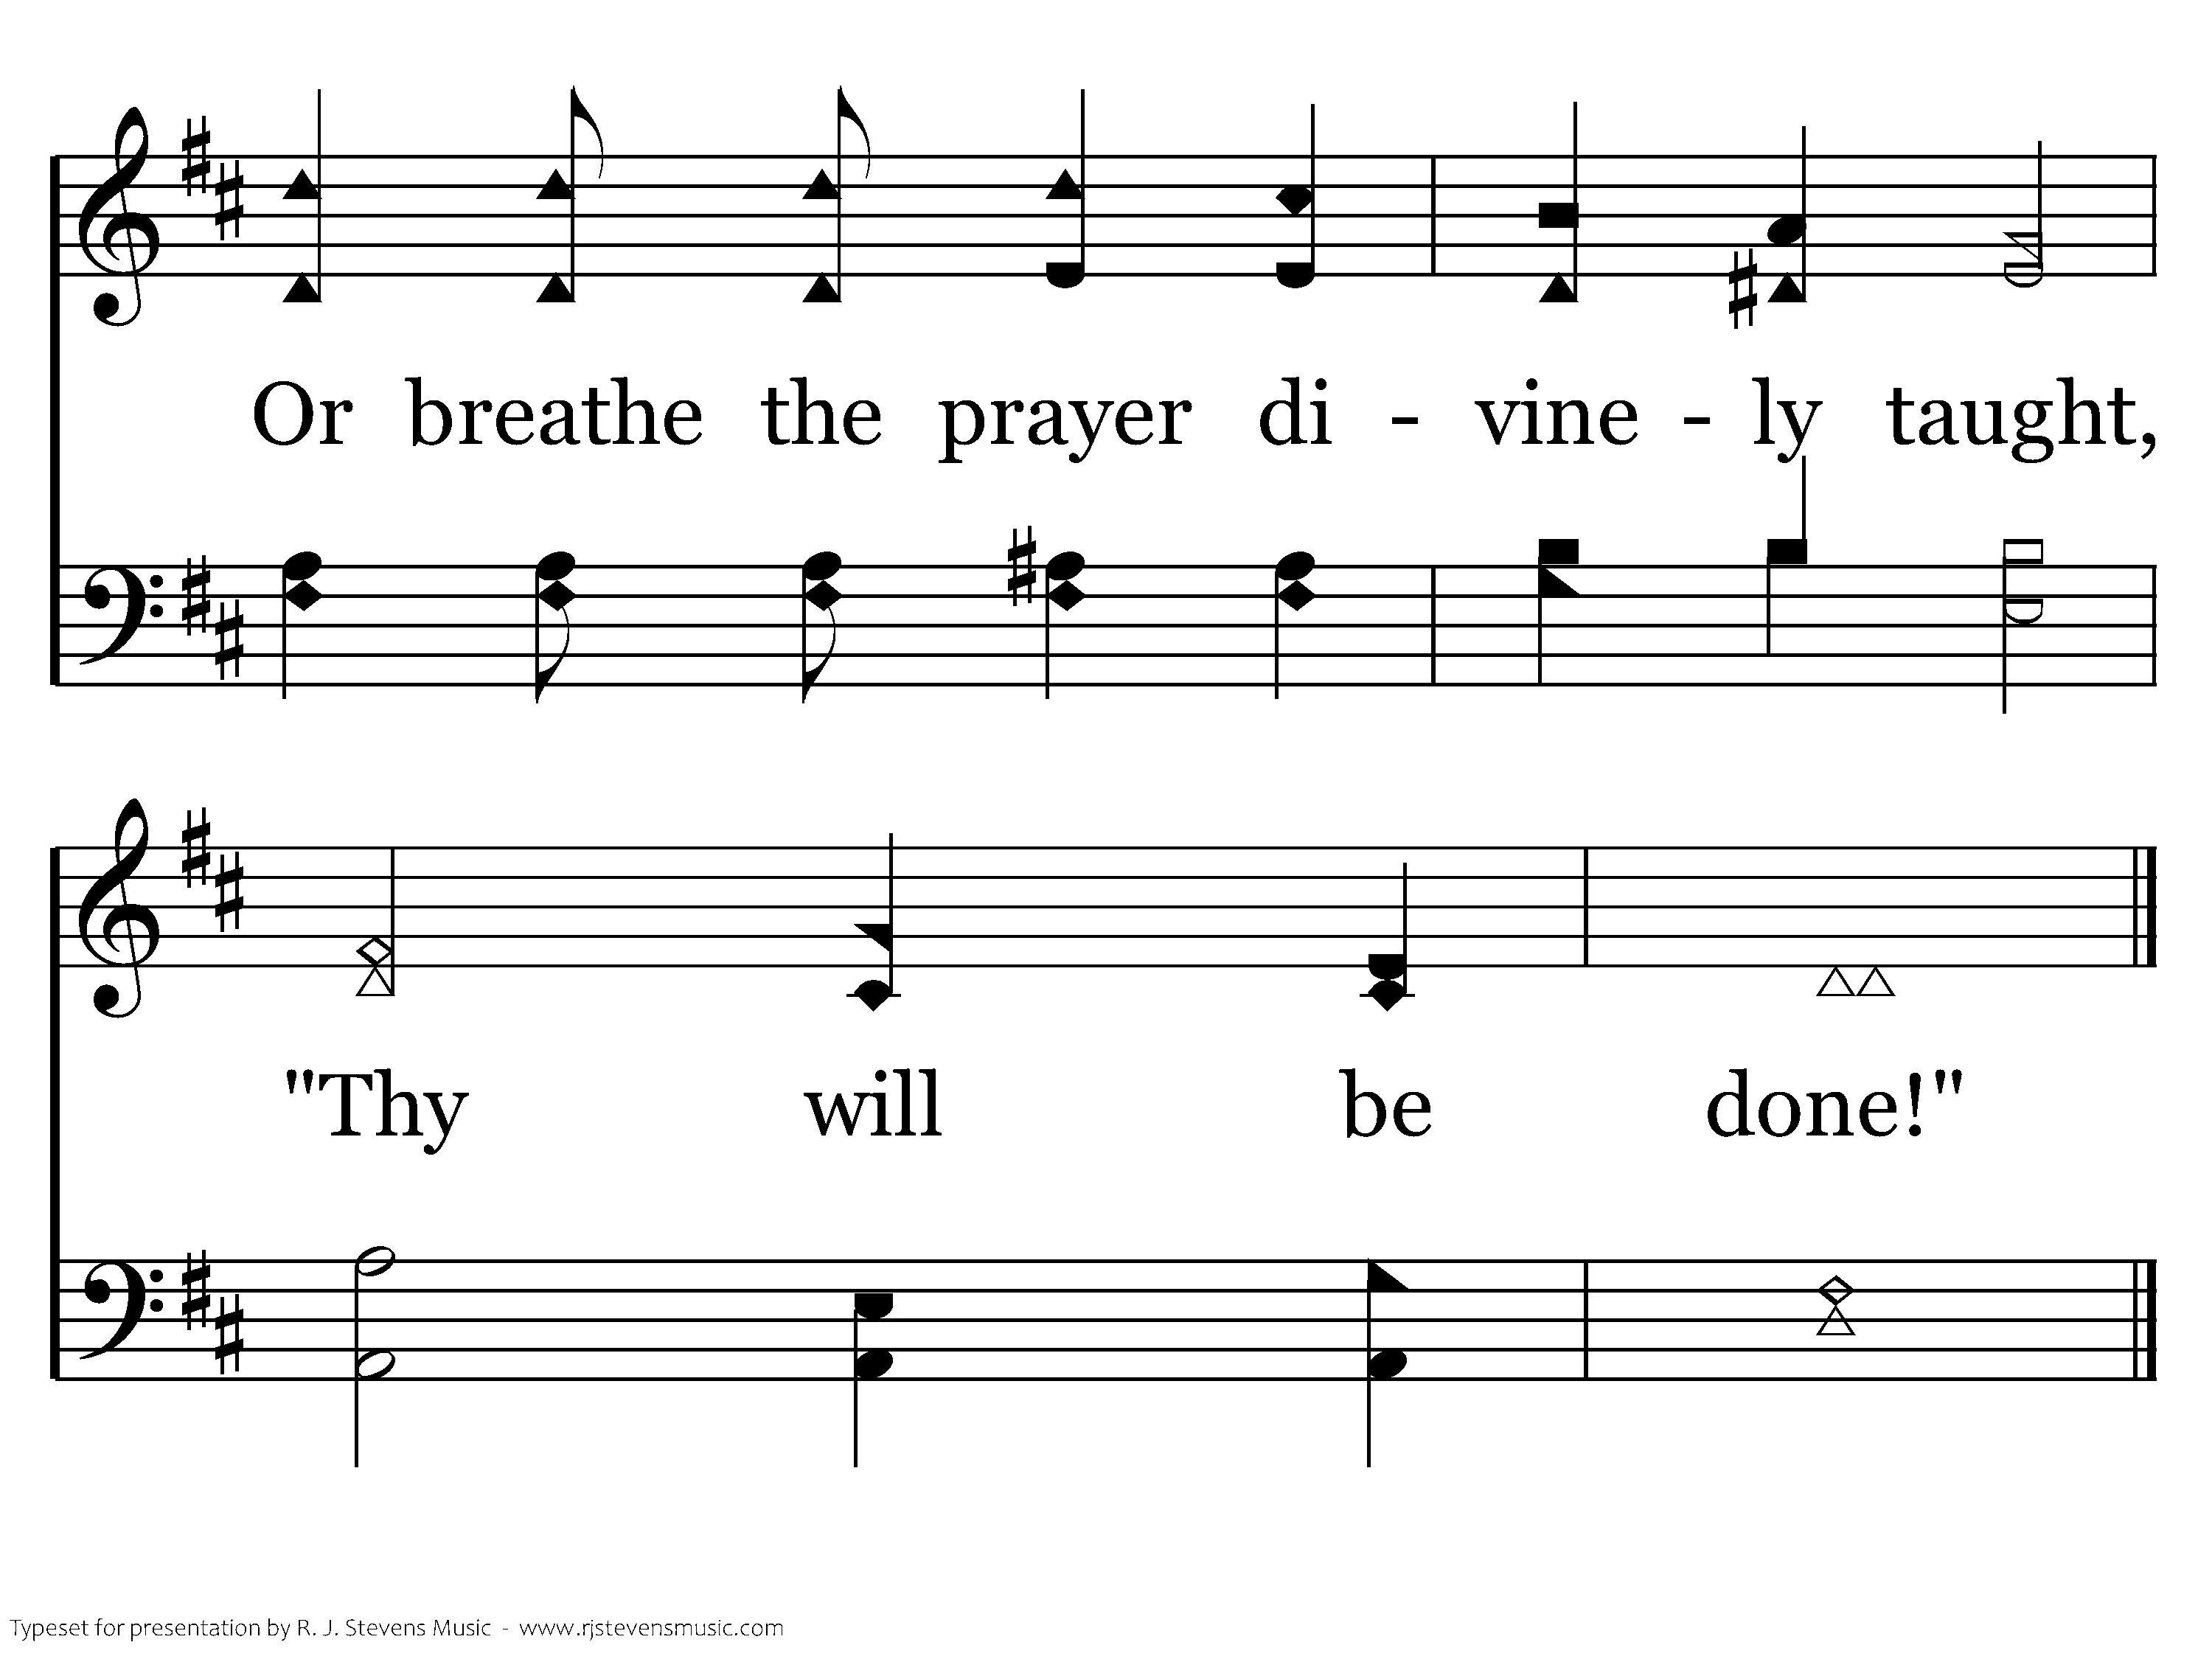 Or breathe the prayer di - vine - ly taught,
"Thy will be done!"
Typeset for presentation by R. J. Stevens Music - www.rjstevensmusic.com